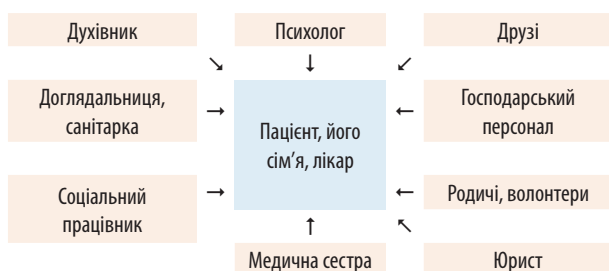 Духівник
Психолог
Друзі
Доглядальниця,
санітарка
Пацієнт, його
сім’я, лікар
Господарський
персонал
Соціальний
працівник
Родичі, волонтери
Медична сестра
Юрист